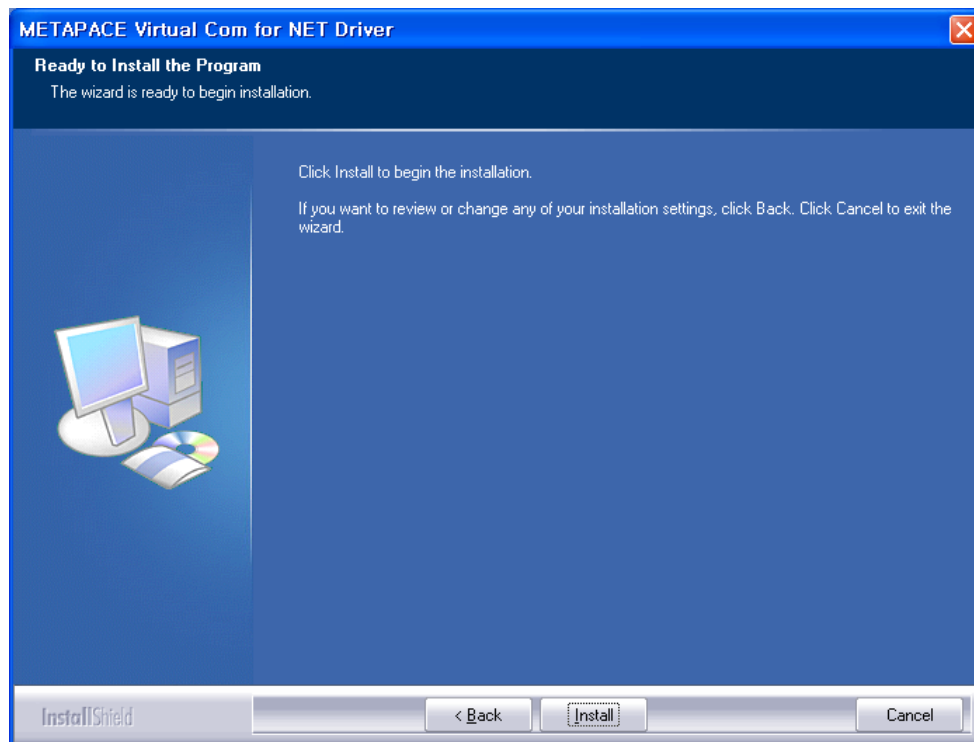 METAPACE Virtual Com for NET Driver
Ready to Install the Program
The wizard is ready to begin installation.
Click Install to begin the installation.
If you want to review or change any of your installation settings, click Back. Click Cancel to exit the
wizard.
InstallShield
< Back
Install
Cancel